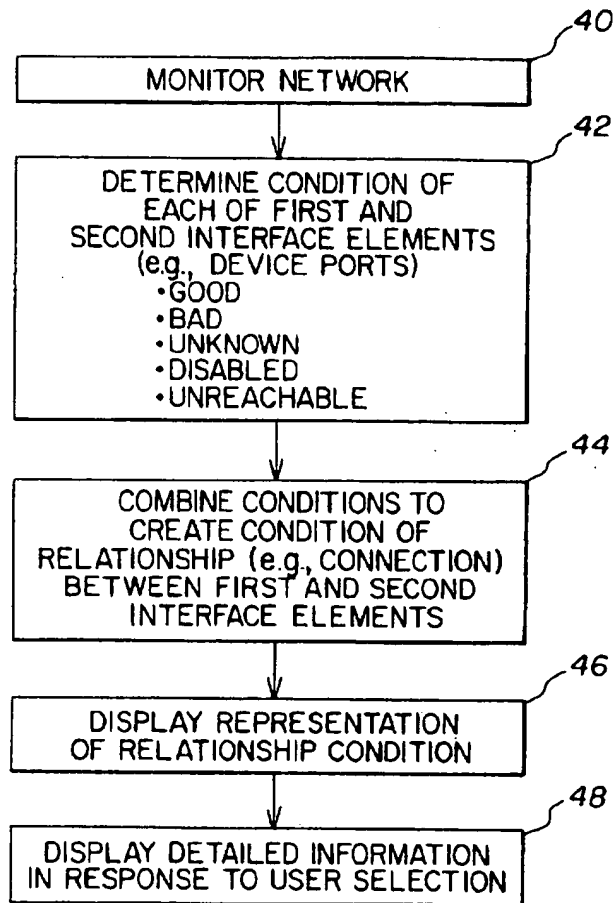 40
MONITOR NETWORK
42
DETERMINE CONDITION OF
EACH OF FIRST AND
SECOND INTERFACE ELEMENTS
(e.g., DEVICE PORTS)
•GOOD
•BAD
•UNKNOWN
•DISABLED
•UNREACHABLE
44
COMBINE CONDITIONS TO
CREATE CONDITION OF
RELATIONSHIP (e.g., CONNECTION)
BETWEEN FIRST AND SECOND
INTERFACE ELEMENTS
46
DISPLAY REPRESENTATION
OF RELATIONSHIP CONDITION
48
DISPLAY DETAILED INFORMATION
IN RESPONSE TO USER SELECTION